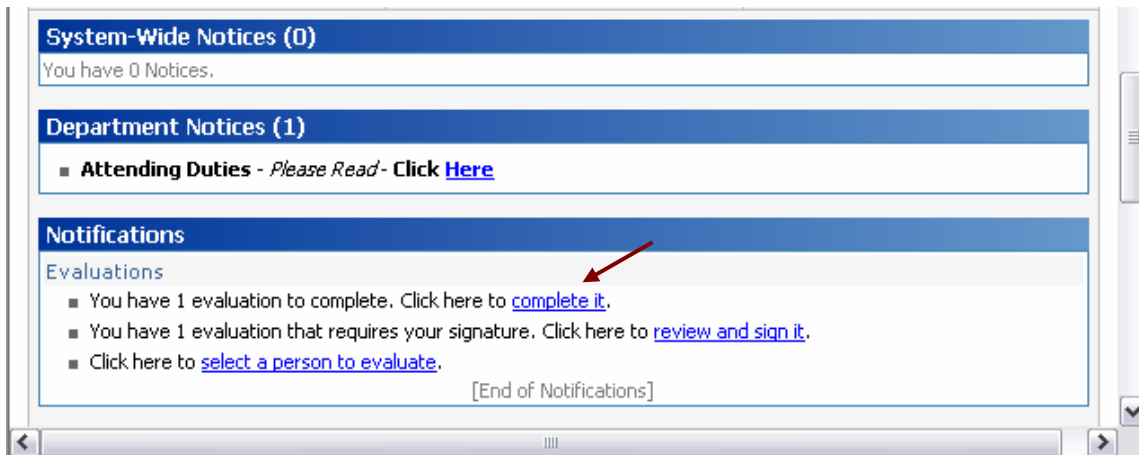 System-Wide Notices (0)
You have 0 Notices.
Department Notices (1)
Attending Duties - Please Read- Click Here
Notifications
Evaluations
You have 1 evaluation to complete. Click here to complete it.
You have 1 evaluation that requires your signature. Click here to review and sign it.
Click here to select a person to evaluate.
[End of Notifications]